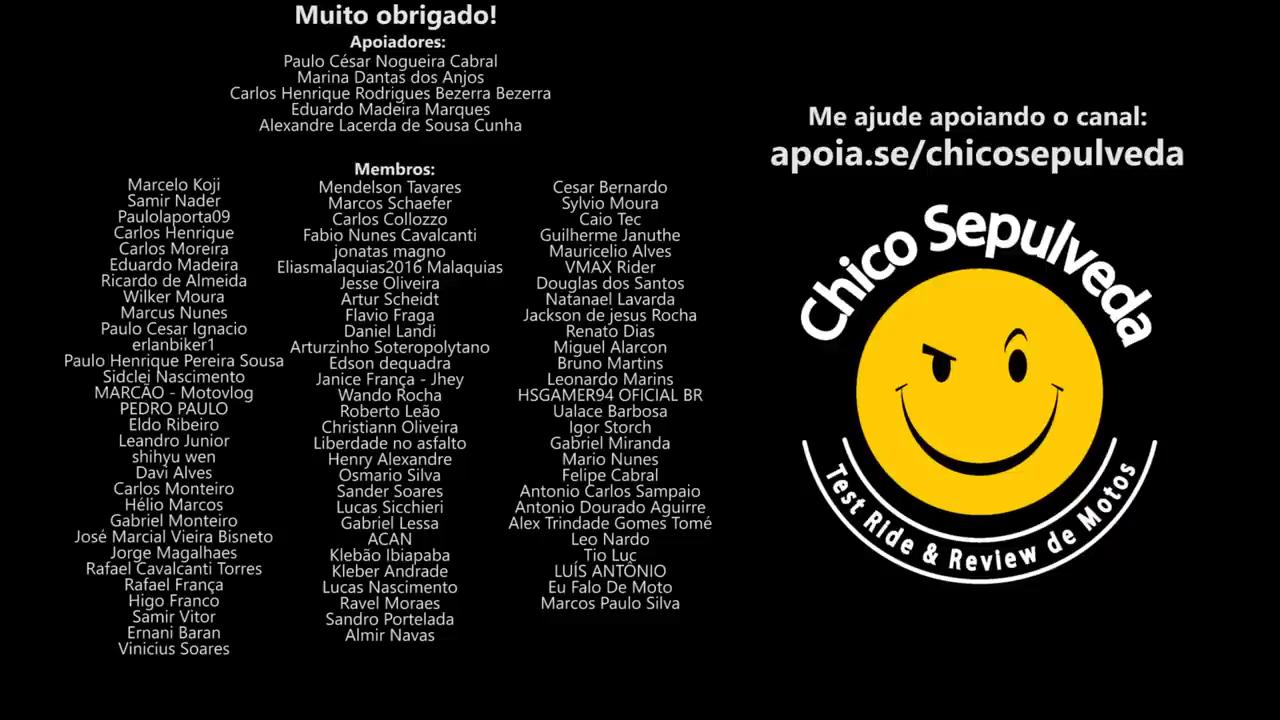 Muito obrigado!
Apoiadores:
Paulo César Nogueira Cabral
Marina Dantas dos Anjos
Carlos Henrique Rodrigues Bezerra Bezerra
Eduardo Madeira Marques
Alexandre Lacerda de Sousa Cunha
Membros:
Marcelo Koji
Samir Nader
Paulolaporta09
Carlos Henrique
Carlos Moreira
Eduardo Madeira
Ricardo de Almeida
Wilker Moura
Marcus Nunes
Paulo Cesar Ignacio
erlanbiker1
Paulo Henrique Pereira Sousa
Sidclei Nascimento
MARCÃO - Motovlog
PEDRO PAULO
Eldo Ribeiro
Leandro Junior
shihyu wen
Davi Alves
Carlos Monteiro
Hélio Marcos
Gabriel Monteiro
José Marcial Vieira Bisneto
Jorge Magalhaes
Rafael Cavalcanti Torres
Rafael França
Higo Franco
Samir Vitor
Ernani Baran
Vinicius Soares
Mendelson Tavares
Marcos Schaefer
Carlos Collozzo
Fabio Nunes Cavalcanti
jonatas magno
Eliasmalaquias2016 Malaquias
Jesse Oliveira
Artur Scheidt
Flavio Fraga
Daniel Landi
Arturzinho Soteropolytano
Edson dequadra
Janice França - Jhey
Wando Rocha
Roberto Leão
Christiann Oliveira
Liberdade no asfalto
Henry Alexandre
Osmario Silva
Sander Soares
Lucas Sicchieri
Gabriel Lessa
ACAN
Klebão Ibiapaba
Kleber Andrade
Lucas Nascimento
Ravel Moraes
Sandro Portelada
Almir Navas
Cesar Bernardo
Sylvio Moura
Caio Tec
Guilherme Januthe
Mauricelio Alves
VMAX Rider
Douglas dos Santos
Natanael Lavarda
Jackson de jesus Rocha
Renato Dias
Miguel Alarcon
Bruno Martins
Leonardo Marins
HSGAMER94 OFICIAL BR
Ualace Barbosa
Igor Storch
Gabriel Miranda
Mario Nunes
Felipe Cabral
Antonio Carlos Sampaio
Antonio Dourado Aguirre
Alex Trindade Gomes Tomé
Leo Nardo
Tio Luc
LUÍS ANTÔNIO
Eu Falo De Moto
Marcos Paulo Silva
Me ajude apoiando o canal:
apoia.se/chicosepulveda
Chico Sepulveda
Test Ride & Review de Motos